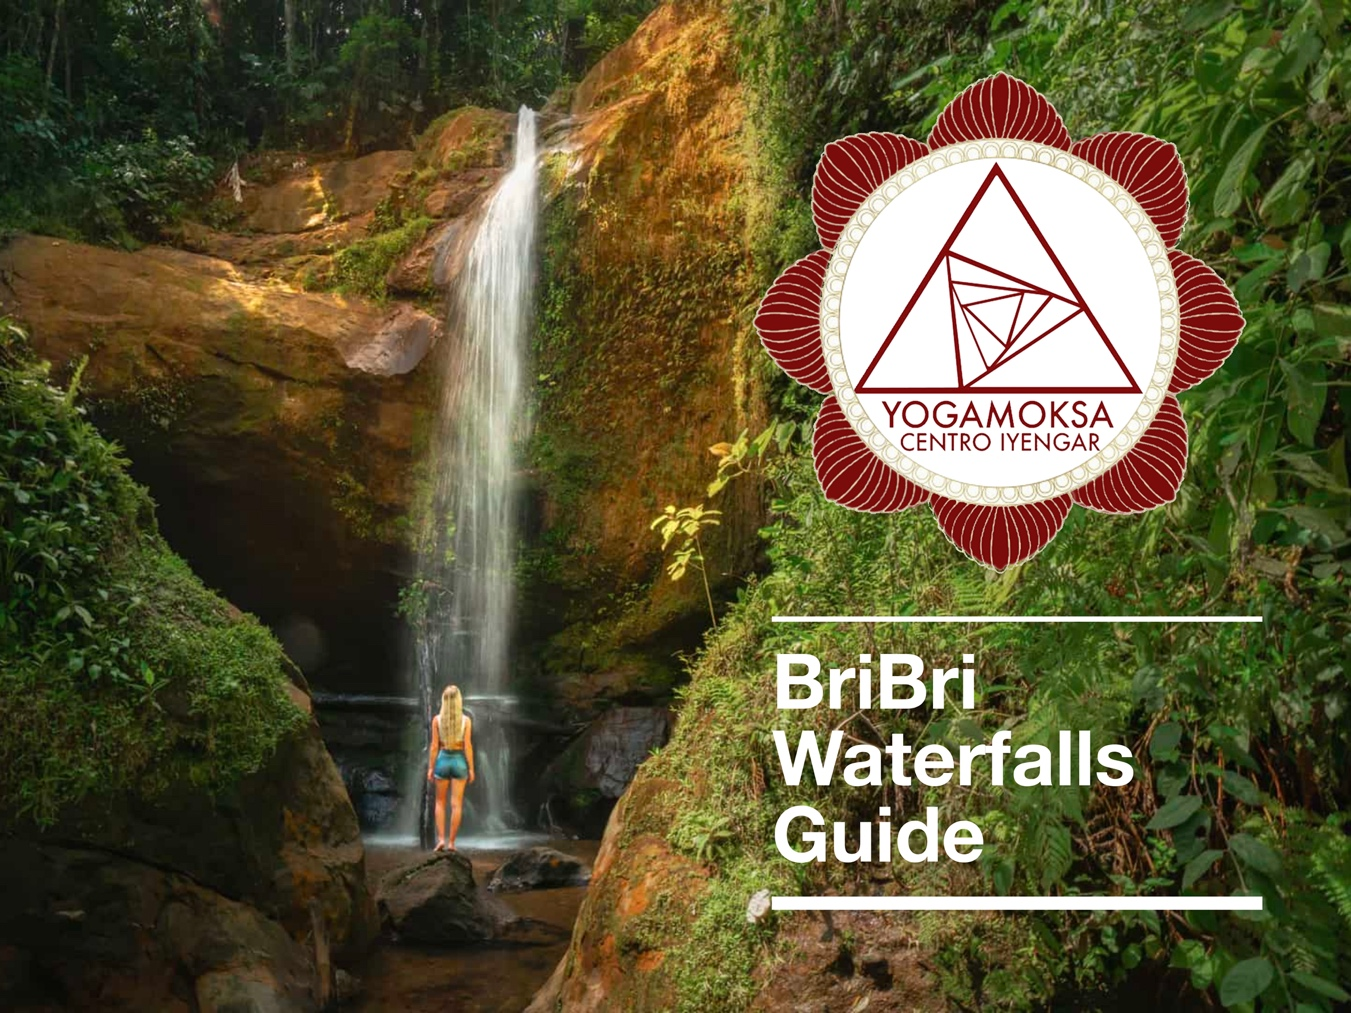 YOGAMOKSA
CENTRO IYENGAR
BriBri
Waterfalls
Guide